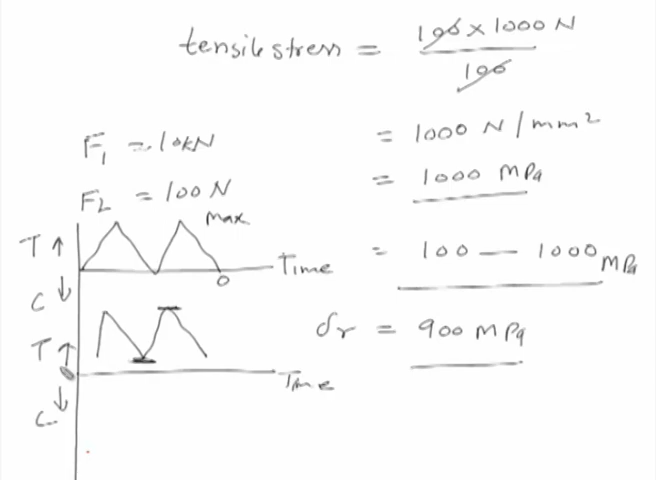 tensile stress = 100 x 1000 N / 100
F1 = 10kN
= 1000 N/mm²
F2 = 100 N
= 1000 MPa
max
T ↑
Time
= 100 — 1000 MPa
0
C ↓
T ↑
σr = 900 MPa
Time
C ↓